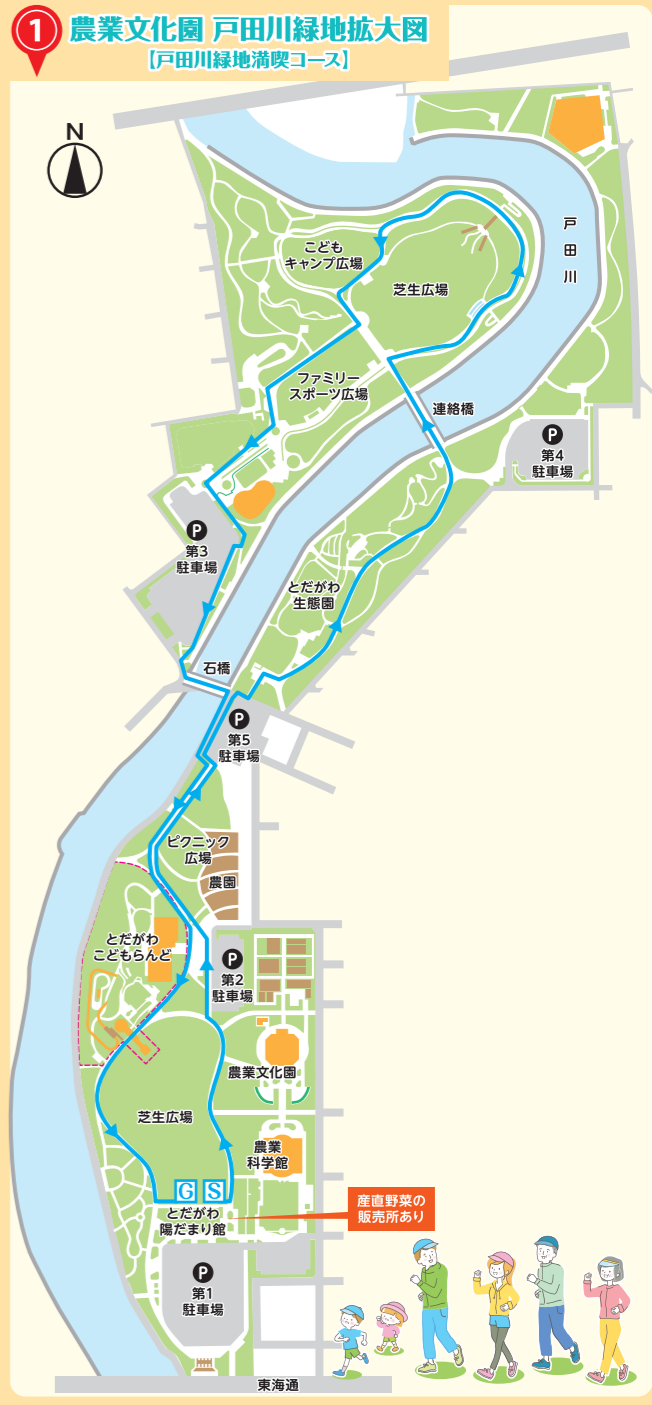 1
農業文化園 戸田川緑地拡大図
【戸田川緑地満喫コース】
N
戸田川
こども
キャンプ広場
芝生広場
ファミリー
スポーツ広場
連絡橋
P
第4
駐車場
P
第3
駐車場
とだがわ
生態園
石橋
P
第5
駐車場
ピクニック
広場
農園
とだがわ
こどもらんど
P
第2
駐車場
農業文化園
芝生広場
農業
科学館
G S
とだがわ
陽だまり館
産直野菜の
販売所あり
P
第1
駐車場
東海通